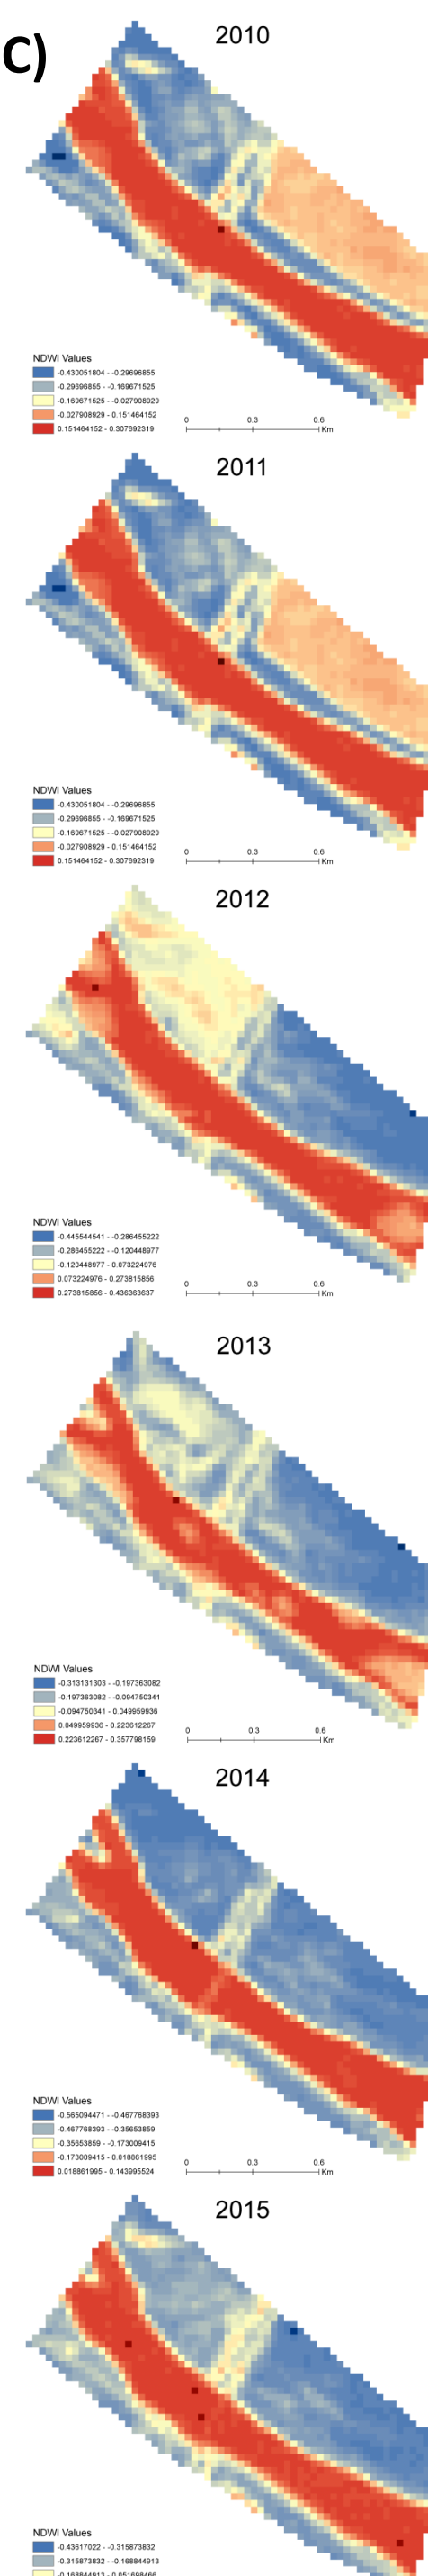 C)
2010
NDWI Values
-0.430051804 - -0.29696855
-0.29696855 - -0.169671525
-0.169671525 - -0.027908929
-0.027908929 - 0.151464152
0.151464152 - 0.307692319
0 0.3 0.6
Km
2011
NDWI Values
-0.430051804 - -0.29696855
-0.29696855 - -0.169671525
-0.169671525 - -0.027908929
-0.027908929 - 0.151464152
0.151464152 - 0.307692319
0 0.3 0.6
Km
2012
NDWI Values
-0.445544541 - -0.286455222
-0.286455222 - -0.120448977
-0.120448977 - 0.073224976
0.073224976 - 0.273815856
0.273815856 - 0.436363637
0 0.3 0.6
Km
2013
NDWI Values
-0.313131303 - -0.197363082
-0.197363082 - -0.094750341
-0.094750341 - 0.049959936
0.049959936 - 0.223612267
0.223612267 - 0.357798159
0 0.3 0.6
Km
2014
NDWI Values
-0.565094471 - -0.467768393
-0.467768393 - -0.35653859
-0.35653859 - -0.173009415
-0.173009415 - 0.018861995
0.018861995 - 0.143995524
0 0.3 0.6
Km
2015
NDWI Values
-0.43617022 - -0.315873832
-0.315873832 - -0.168844913